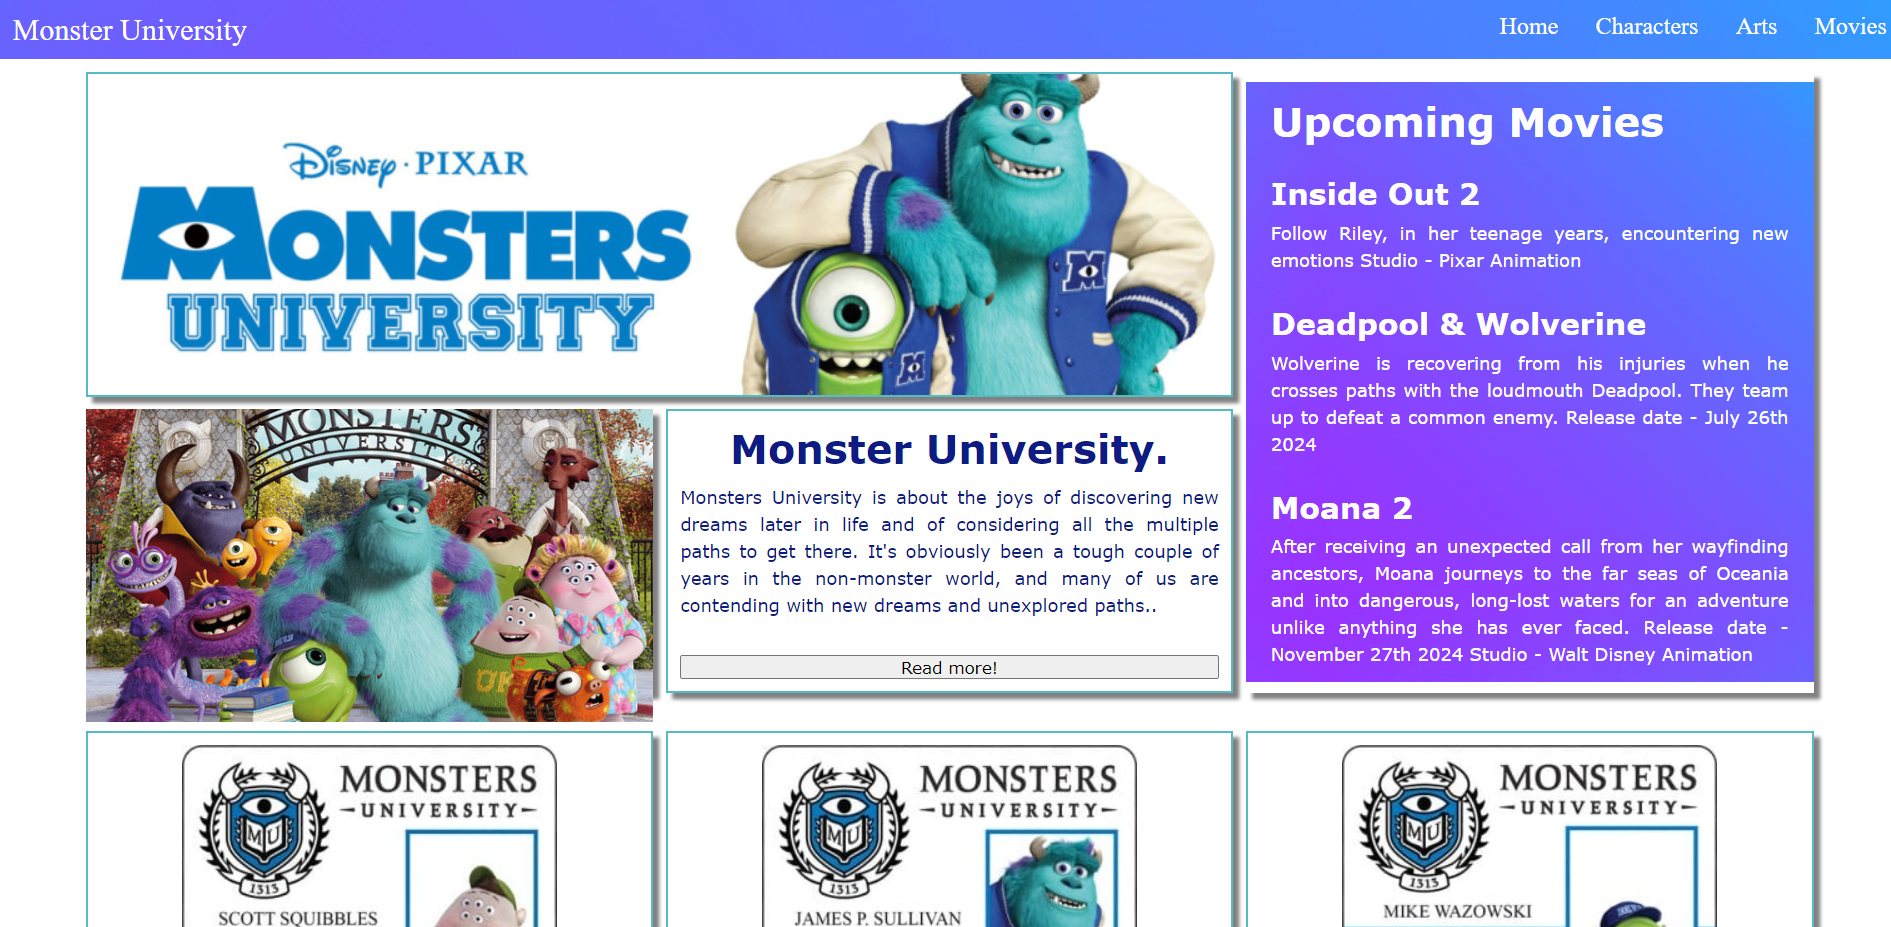 Monster University
Home Characters Arts Movies
Disney · PIXAR
MONSTERS
UNIVERSITY
M
M
Upcoming Movies
Inside Out 2
Follow Riley, in her teenage years, encountering new
emotions Studio - Pixar Animation
Deadpool & Wolverine
Wolverine is recovering from his injuries when he
crosses paths with the loudmouth Deadpool. They team
up to defeat a common enemy. Release date - July 26th
2024
Moana 2
After receiving an unexpected call from her wayfinding
ancestors, Moana journeys to the far seas of Oceania
and into dangerous, long-lost waters for an adventure
unlike anything she has ever faced. Release date -
November 27th 2024 Studio - Walt Disney Animation
MONSTERS
UNIVERSITY
Monster University.
Monsters University is about the joys of discovering new
dreams later in life and of considering all the multiple
paths to get there. It's obviously been a tough couple of
years in the non-monster world, and many of us are
contending with new dreams and unexplored paths..
Read more!
MONSTERS
-UNIVERSITY-
MU
1313
SCOTT SQUIBBLES
MONSTERS
-UNIVERSITY-
MU
1313
JAMES P. SULLIVAN
MONSTERS
-UNIVERSITY-
MU
1313
MIKE WAZOWSKI